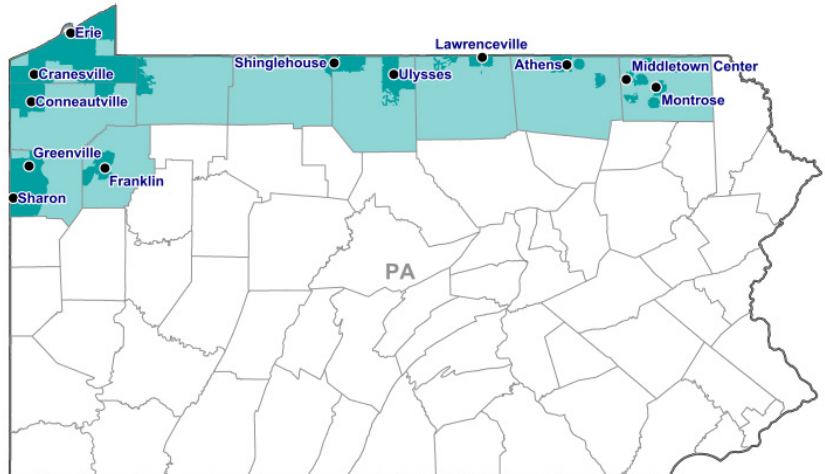 Erie
Lawrenceville
Shinglehouse
Athens
Middletown Center
Cranesville
Ulysses
Montrose
Conneautville
Greenville
Franklin
Sharon
PA